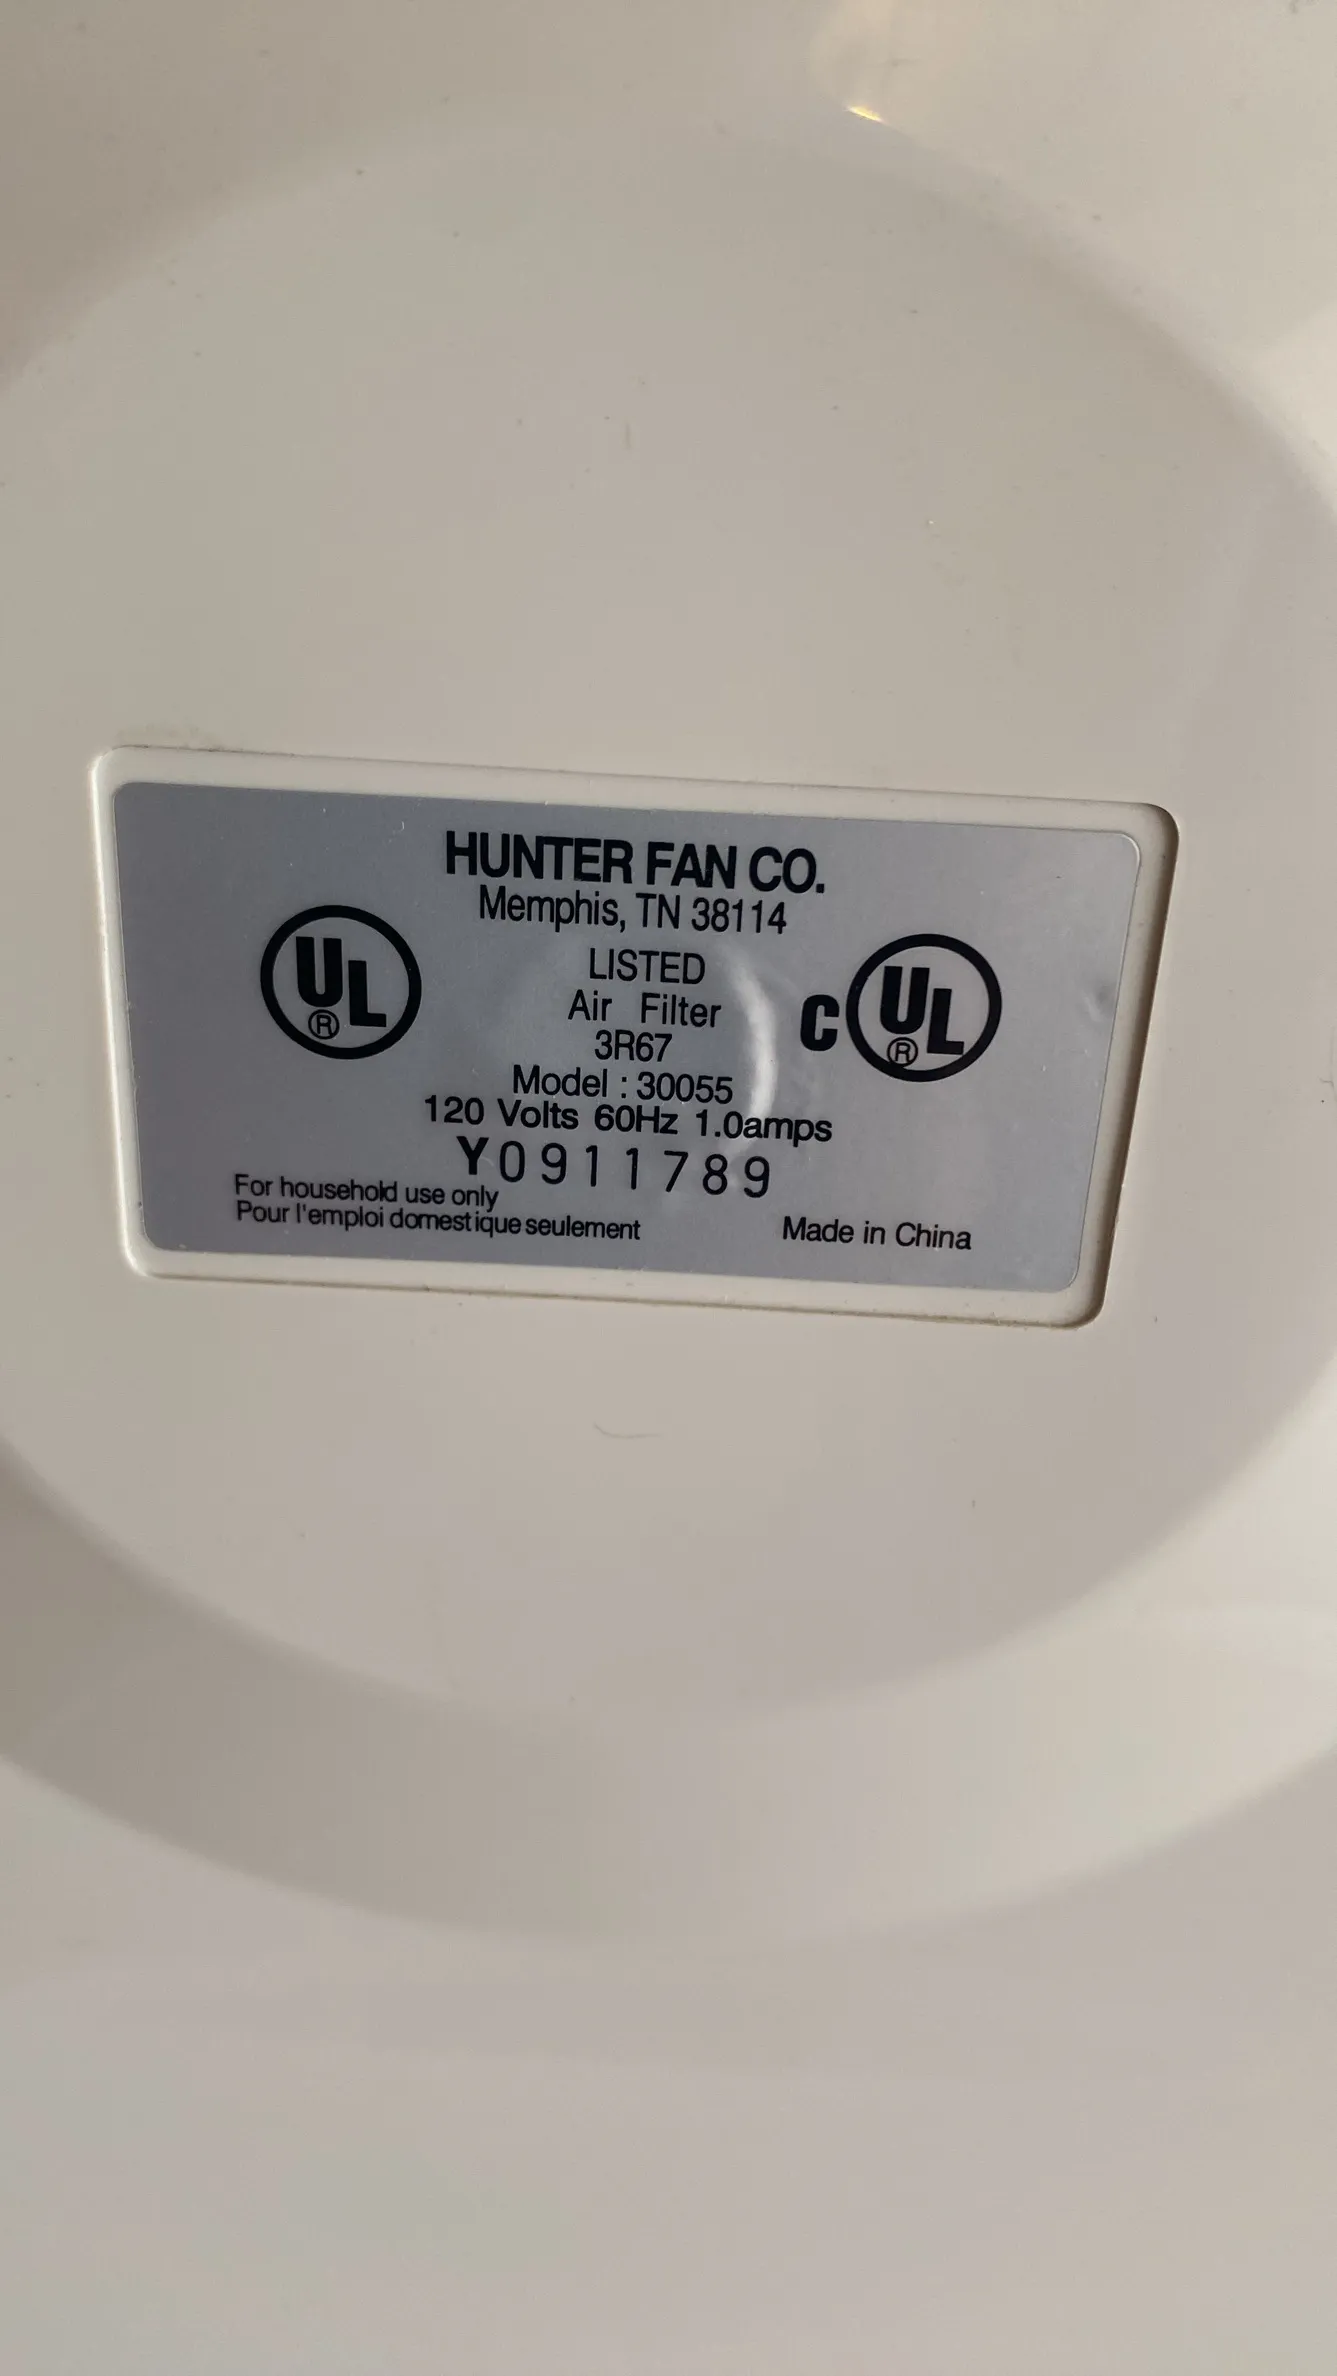 HUNTER FAN CO.
Memphis, TN 38114
LISTED
Air Filter
3R67
Model : 30055
120 Volts 60Hz 1.0amps
Y0911789
For household use only
Pour l'emploi domestique seulement
Made in China
UL®
C UL®